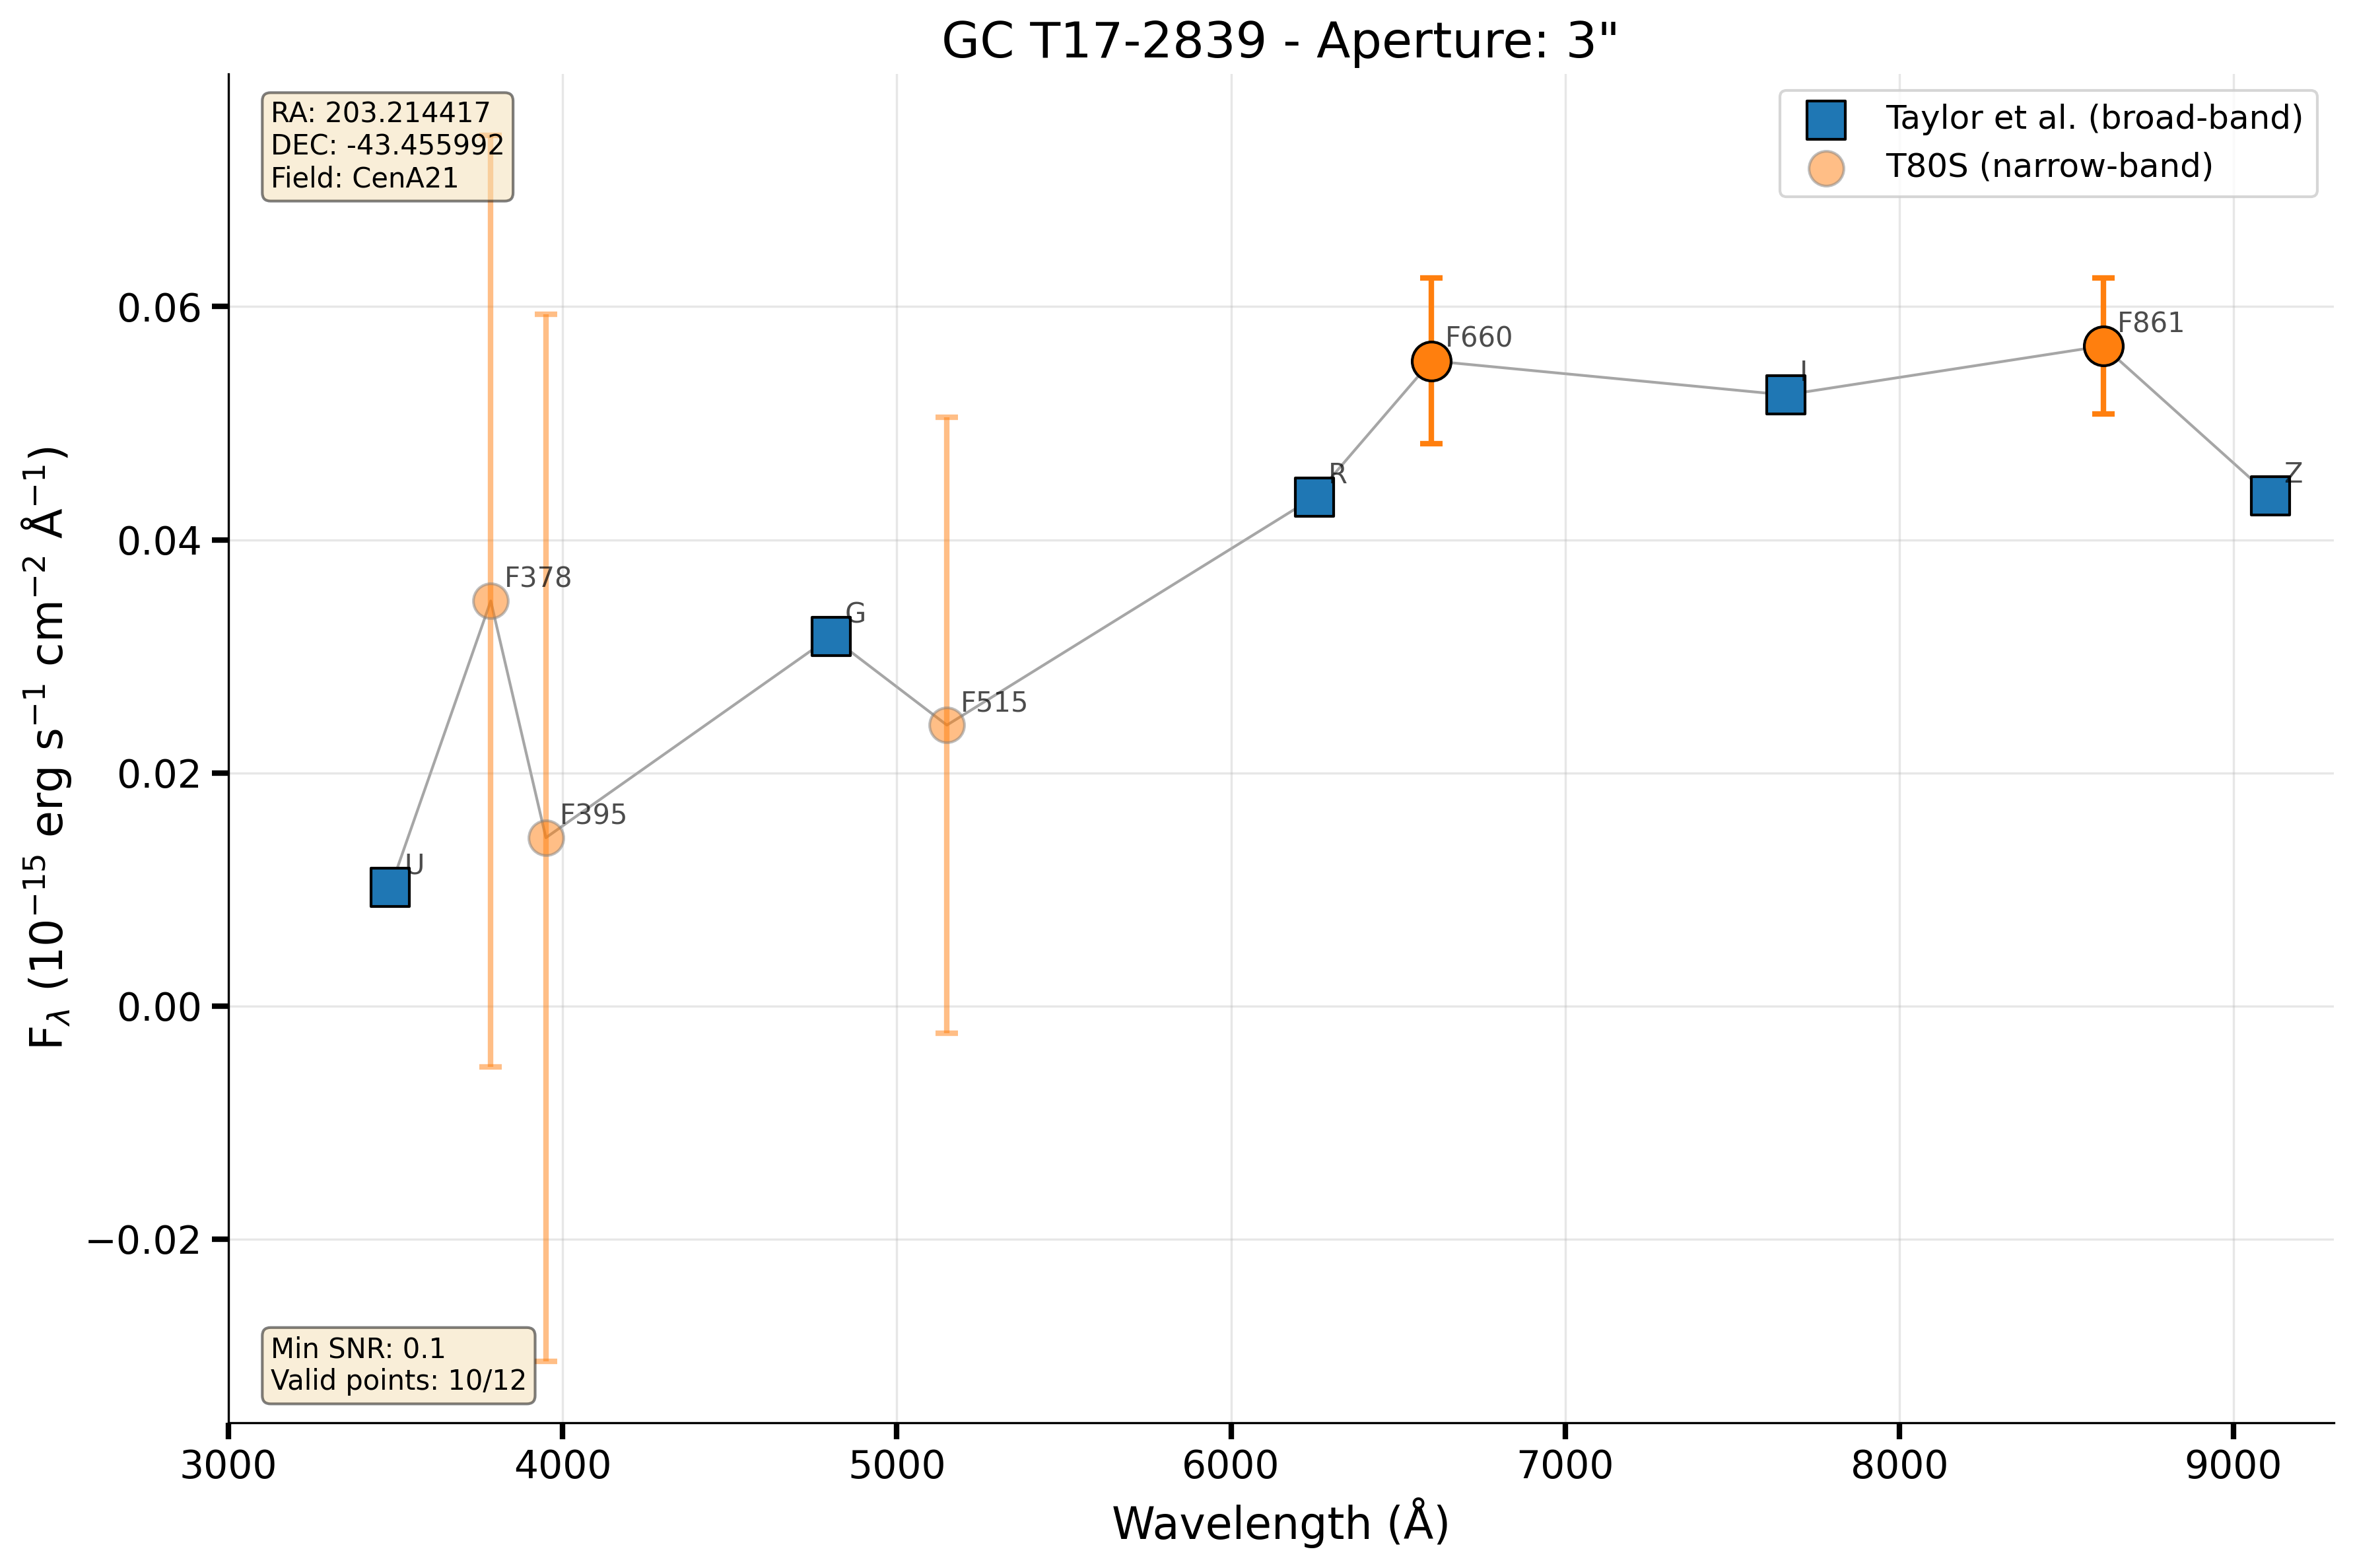 GC T17-2839 - Aperture: 3"
RA: 203.214417
DEC: -43.455992
Field: CenA21
Taylor et al. (broad-band)
T80S (narrow-band)
F660
F861
I
R
Z
F378
G
F515
F395
U
Min SNR: 0.1
Valid points: 10/12
0.06
0.04
0.02
0.00
−0.02
F_λ (10⁻¹⁵ erg s⁻¹ cm⁻² Å⁻¹)
3000 4000 5000 6000 7000 8000 9000
Wavelength (Å)